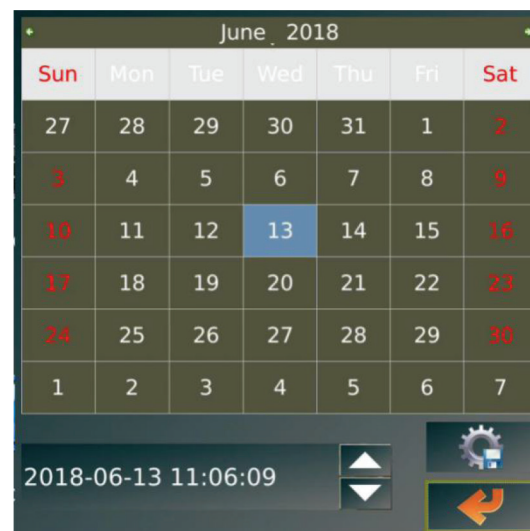 June, 2018
Sun Mon Tue Wed Thu Fri Sat
27 28 29 30 31 1 2
3 4 5 6 7 8 9
10 11 12 13 14 15 16
17 18 19 20 21 22 23
24 25 26 27 28 29 30
1 2 3 4 5 6 7
2018-06-13 11:06:09